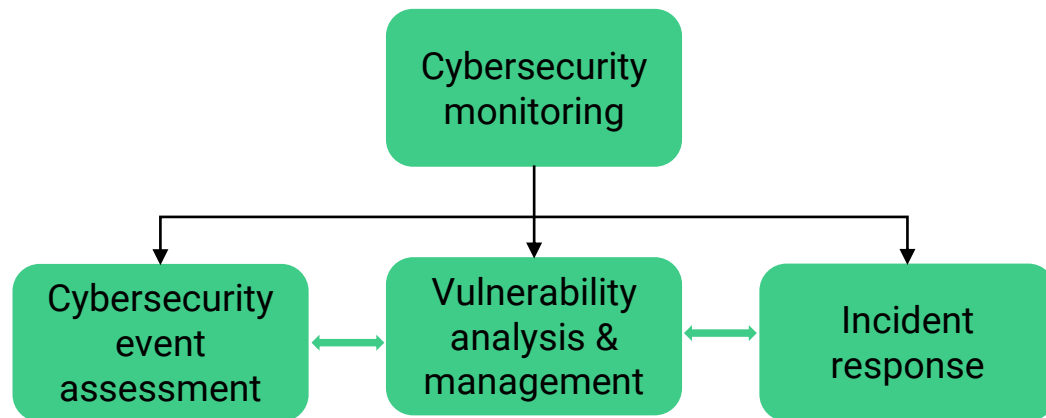 Cybersecurity
monitoring
Cybersecurity
event
assessment
Vulnerability
analysis &
management
Incident
response